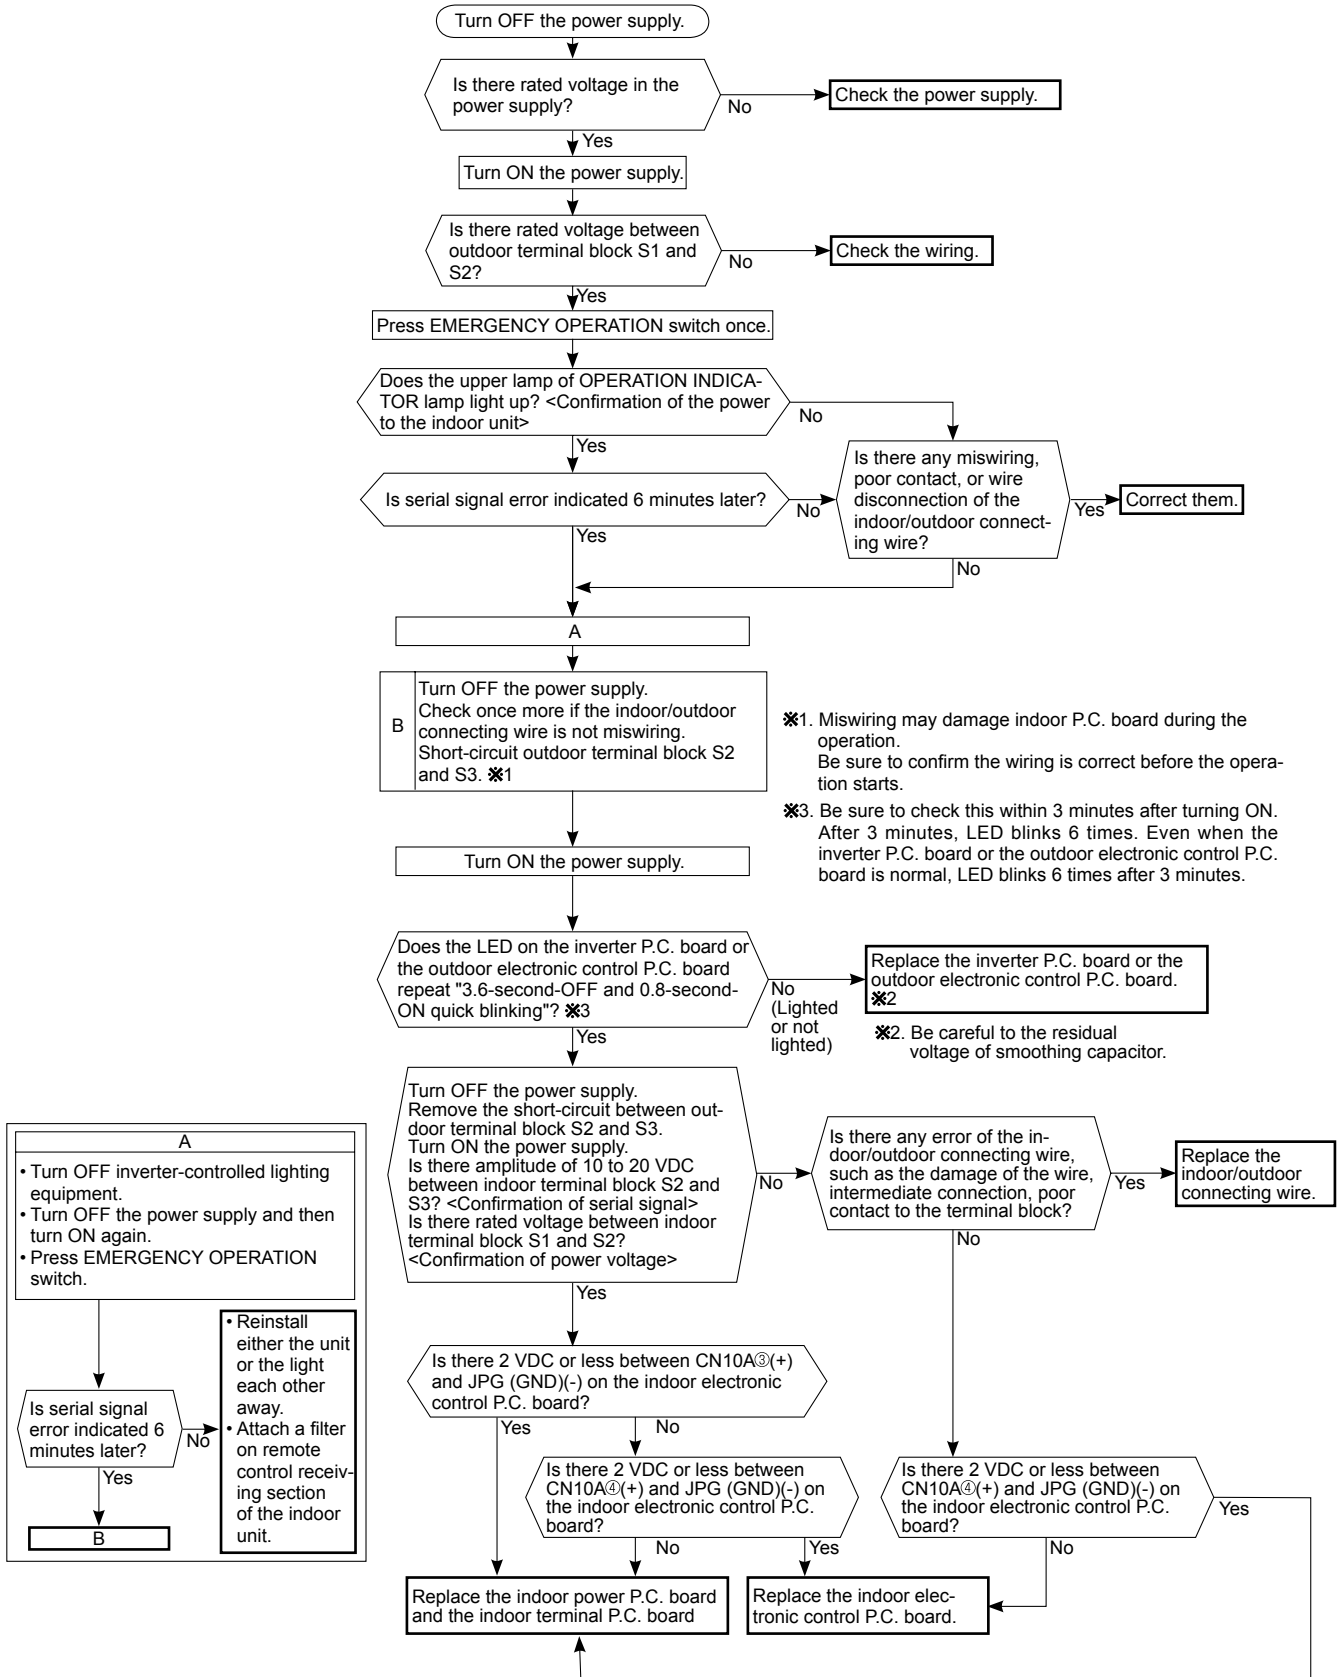 Turn OFF the power supply.
Is there rated voltage in the
power supply?
No
Check the power supply.
Yes
Turn ON the power supply.
Is there rated voltage between
outdoor terminal block S1 and
S2?
No
Check the wiring.
Yes
Press EMERGENCY OPERATION switch once.
Does the upper lamp of OPERATION INDICA-
TOR lamp light up? <Confirmation of the power
to the indoor unit>
No
Yes
Is there any miswiring,
poor contact, or wire
disconnection of the
indoor/outdoor connect-
ing wire?
Yes
Correct them.
Is serial signal error indicated 6 minutes later?
No
Yes
No
A
B
Turn OFF the power supply.
Check once more if the indoor/outdoor
connecting wire is not miswiring.
Short-circuit outdoor terminal block S2
and S3. ※1
※1. Miswiring may damage indoor P.C. board during the
operation.
Be sure to confirm the wiring is correct before the opera-
tion starts.
※3. Be sure to check this within 3 minutes after turning ON.
After 3 minutes, LED blinks 6 times. Even when the
inverter P.C. board or the outdoor electronic control P.C.
board is normal, LED blinks 6 times after 3 minutes.
Turn ON the power supply.
Does the LED on the inverter P.C. board or
the outdoor electronic control P.C. board
repeat "3.6-second-OFF and 0.8-second-
ON quick blinking"? ※3
No
(Lighted
or not
lighted)
Replace the inverter P.C. board or the
outdoor electronic control P.C. board.
※2
※2. Be careful to the residual
voltage of smoothing capacitor.
Yes
Turn OFF the power supply.
Remove the short-circuit between out-
door terminal block S2 and S3.
Turn ON the power supply.
Is there amplitude of 10 to 20 VDC
between indoor terminal block S2 and
S3? <Confirmation of serial signal>
Is there rated voltage between indoor
terminal block S1 and S2?
<Confirmation of power voltage>
No
Is there any error of the in-
door/outdoor connecting wire,
such as the damage of the wire,
intermediate connection, poor
contact to the terminal block?
Yes
Replace the
indoor/outdoor
connecting wire.
No
Yes
A
• Turn OFF inverter-controlled lighting
equipment.
• Turn OFF the power supply and then
turn ON again.
• Press EMERGENCY OPERATION
switch.
Is serial signal
error indicated 6
minutes later?
No
• Reinstall
either the unit
or the light
each other
away.
• Attach a filter
on remote
control receiv-
ing section
of the indoor
unit.
Yes
B
Is there 2 VDC or less between CN10A③(+)
and JPG (GND)(-) on the indoor electronic
control P.C. board?
Yes
No
Is there 2 VDC or less between
CN10A④(+) and JPG (GND)(-) on
the indoor electronic control P.C.
board?
No
Yes
Is there 2 VDC or less between
CN10A④(+) and JPG (GND)(-) on
the indoor electronic control P.C.
board?
Yes
No
Replace the indoor power P.C. board
and the indoor terminal P.C. board
Replace the indoor elec-
tronic control P.C. board.